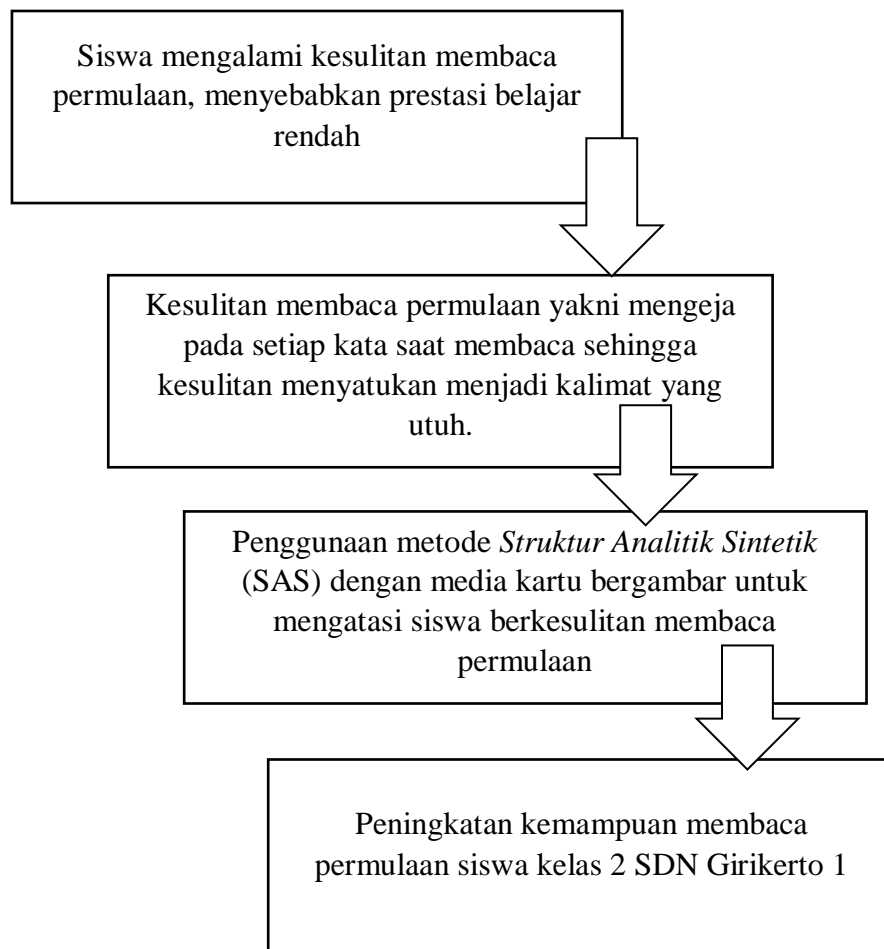 Siswa mengalami kesulitan membaca
permulaan, menyebabkan prestasi belajar
rendah
Kesulitan membaca permulaan yakni mengeja
pada setiap kata saat membaca sehingga
kesulitan menyatukan menjadi kalimat yang
utuh.
Penggunaan metode Struktur Analitik Sintetik
(SAS) dengan media kartu bergambar untuk
mengatasi siswa berkesulitan membaca
permulaan
Peningkatan kemampuan membaca
permulaan siswa kelas 2 SDN Girikerto 1